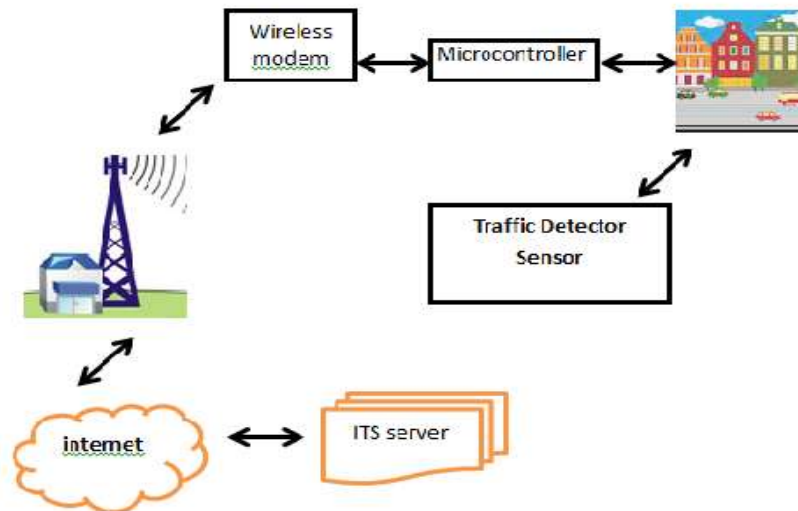 Wireless
modem
Microcontroller
Traffic Detector
Sensor
internet
ITS server